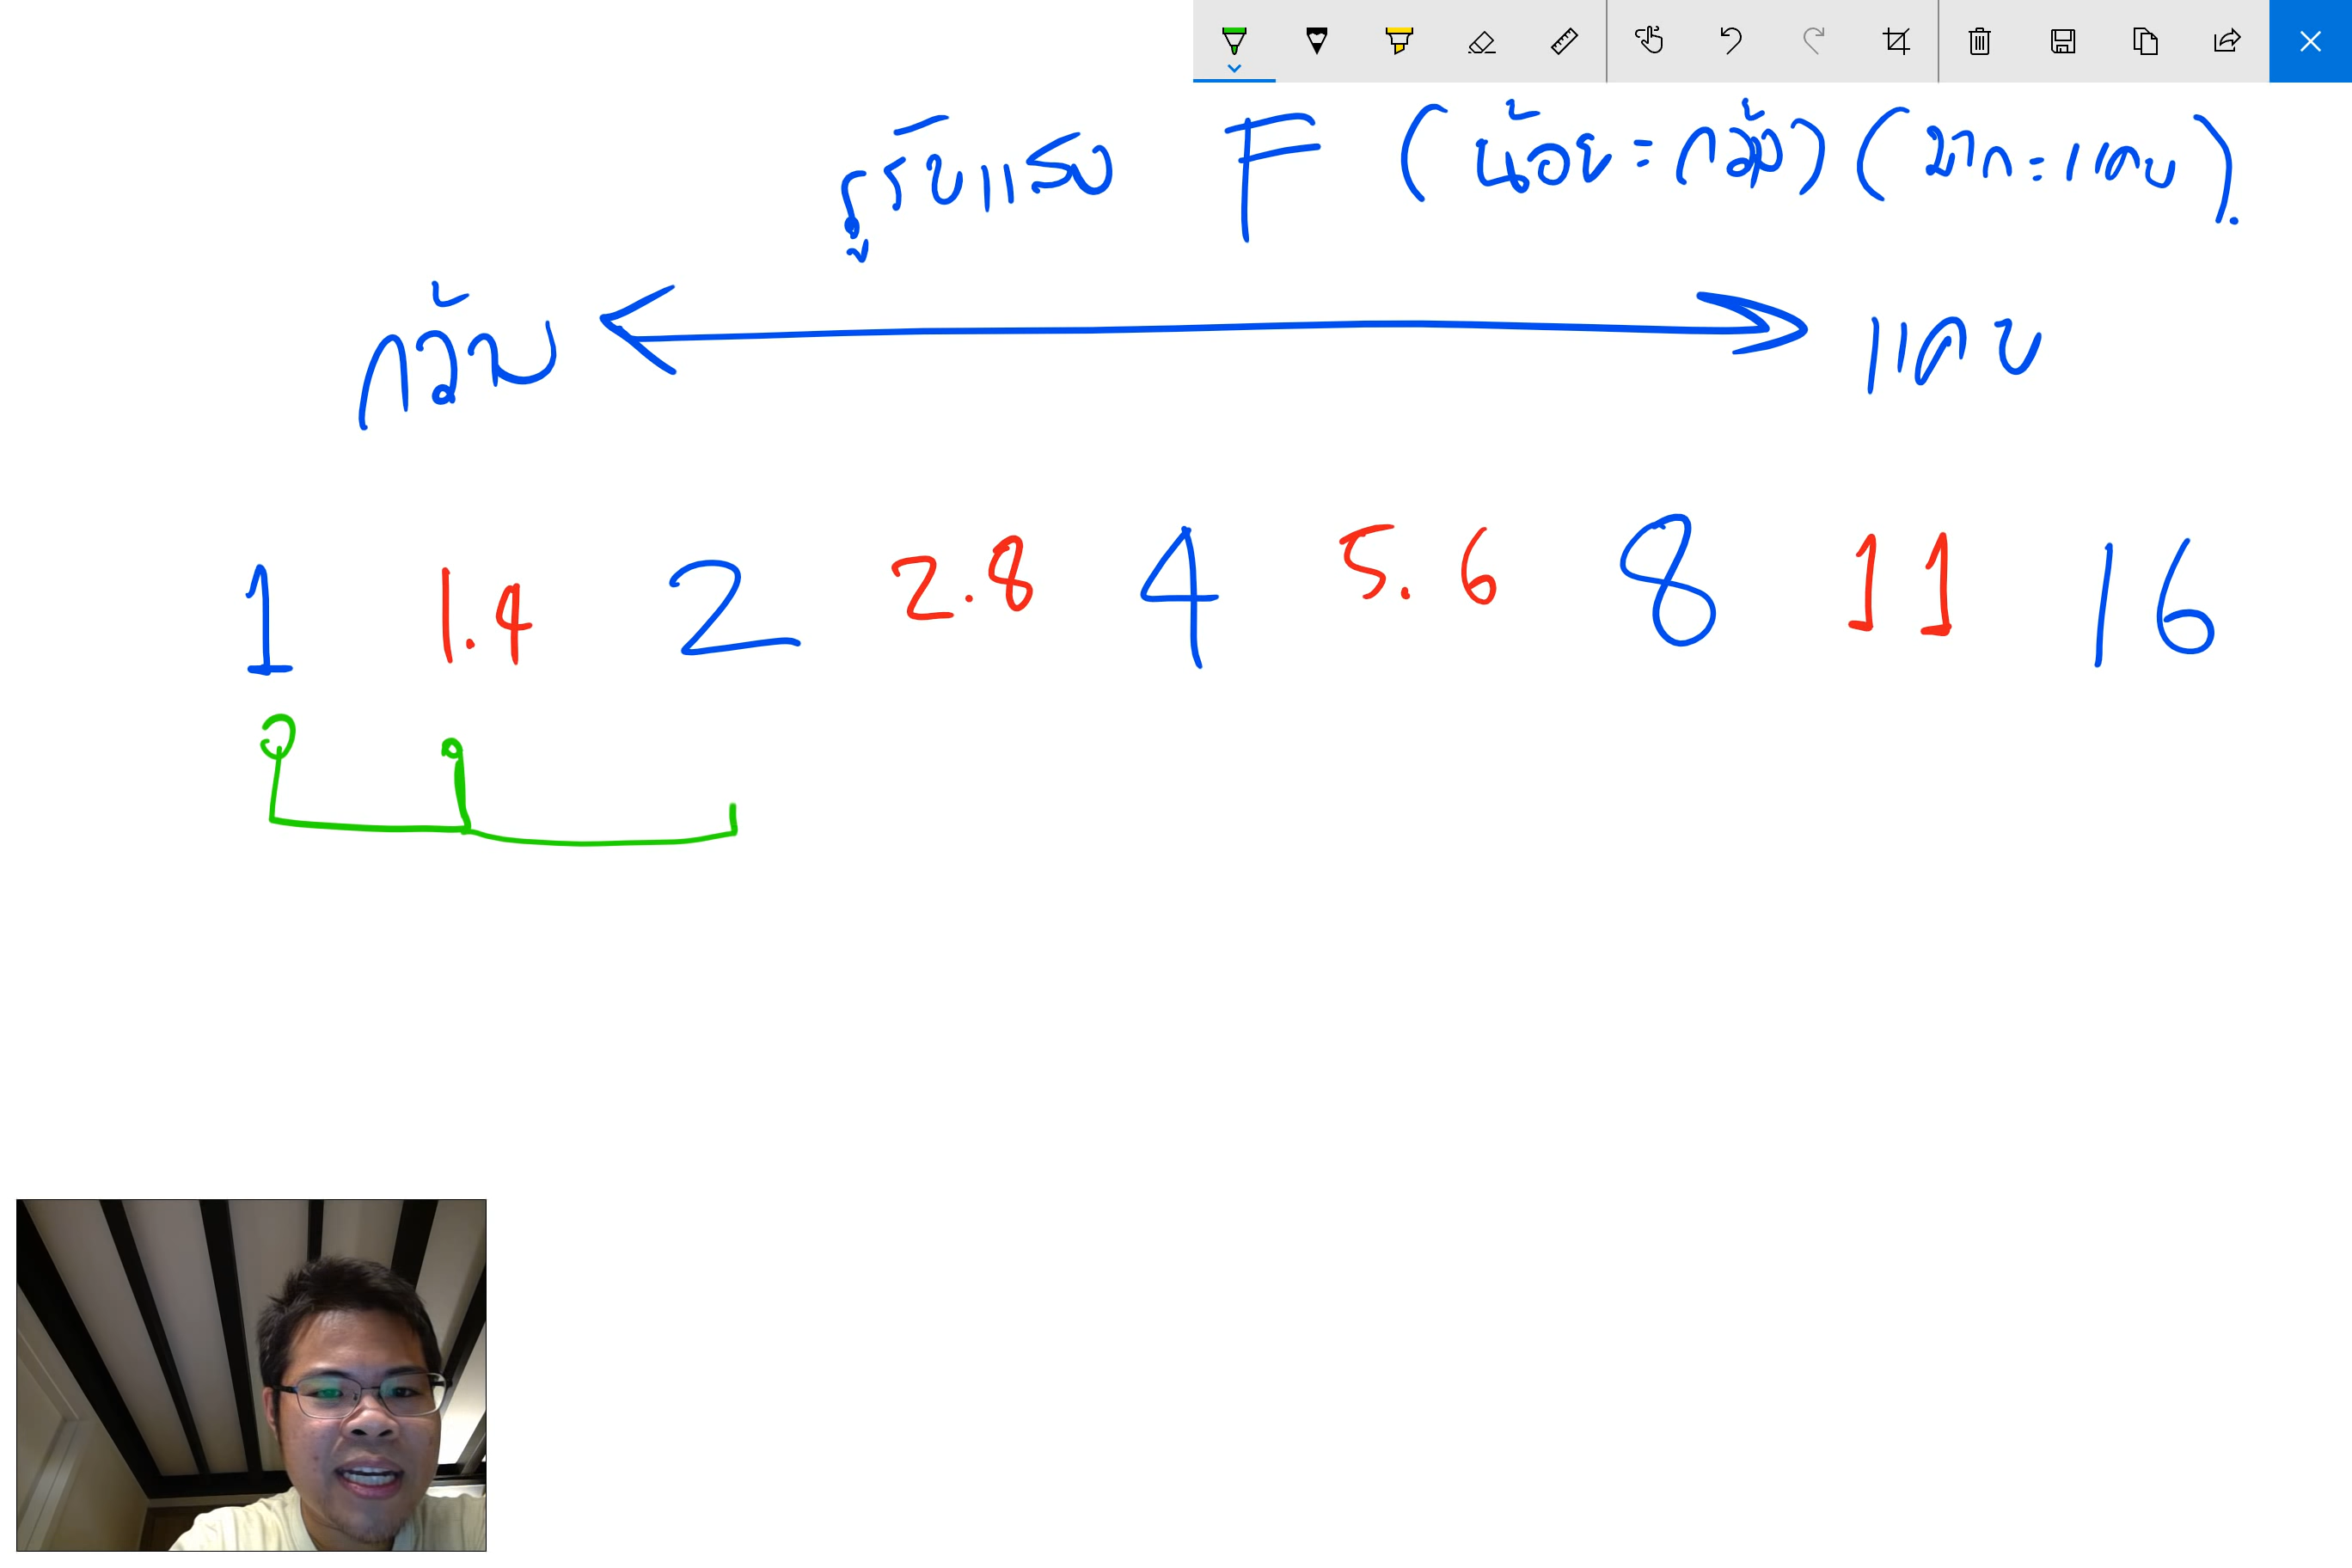 รูรับแสง F (น้อย = กว้าง) (มาก = แคบ).
กว้าง แคบ
1 1.4 2 2.8 4 5.6 8 11 16